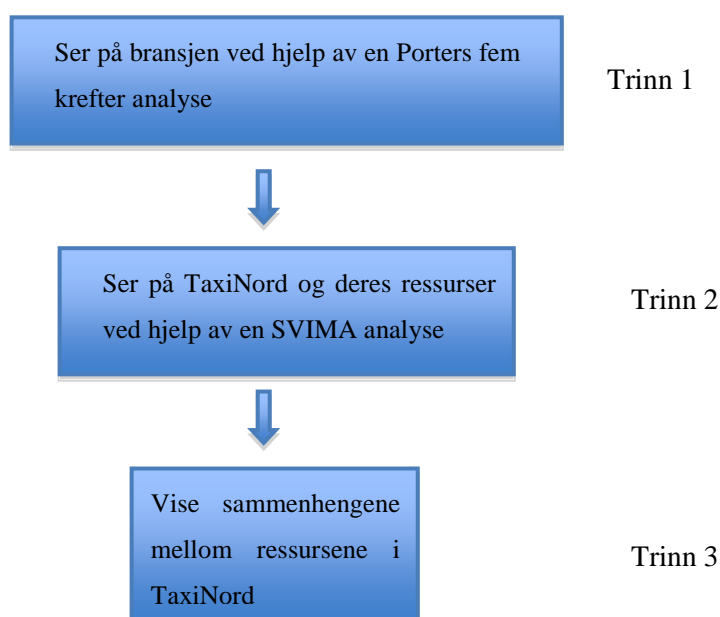 Ser på bransjen ved hjelp av en Porters fem
krefter analyse
Trinn 1
Ser på TaxiNord og deres ressurser
ved hjelp av en SVIMA analyse
Trinn 2
Vise sammenhengene
mellom ressursene i
TaxiNord
Trinn 3